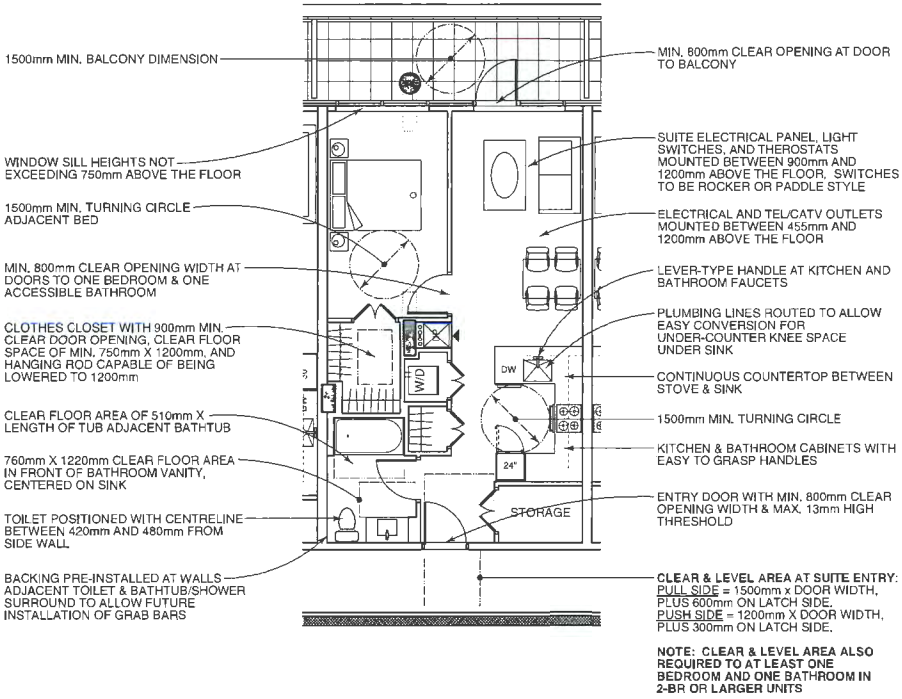 1500mm MIN. BALCONY DIMENSION
WINDOW SILL HEIGHTS NOT
EXCEEDING 750mm ABOVE THE FLOOR
1500mm MIN. TURNING CIRCLE
ADJACENT BED
MIN. 800mm CLEAR OPENING WIDTH AT
DOORS TO ONE BEDROOM & ONE
ACCESSIBLE BATHROOM
CLOTHES CLOSET WITH 900mm MIN.
CLEAR DOOR OPENING, CLEAR FLOOR
SPACE OF MIN. 750mm X 1200mm, AND
HANGING ROD CAPABLE OF BEING
LOWERED TO 1200mm
CLEAR FLOOR AREA OF 510mm X
LENGTH OF TUB ADJACENT BATHTUB
760mm X 1220mm CLEAR FLOOR AREA
IN FRONT OF BATHROOM VANITY,
CENTERED ON SINK
TOILET POSITIONED WITH CENTRELINE
BETWEEN 420mm AND 480mm FROM
SIDE WALL
BACKING PRE-INSTALLED AT WALLS
ADJACENT TOILET & BATHTUB/SHOWER
SURROUND TO ALLOW FUTURE
INSTALLATION OF GRAB BARS
W/D
DW
24"
STORAGE
MIN. 800mm CLEAR OPENING AT DOOR
TO BALCONY
SUITE ELECTRICAL PANEL, LIGHT
SWITCHES, AND THEROSTATS
MOUNTED BETWEEN 900mm AND
1200mm ABOVE THE FLOOR. SWITCHES
TO BE ROCKER OR PADDLE STYLE
ELECTRICAL AND TEL/CATV OUTLETS
MOUNTED BETWEEN 455mm AND
1200mm ABOVE THE FLOOR
LEVER-TYPE HANDLE AT KITCHEN AND
BATHROOM FAUCETS
PLUMBING LINES ROUTED TO ALLOW
EASY CONVERSION FOR
UNDER-COUNTER KNEE SPACE
UNDER SINK
CONTINUOUS COUNTERTOP BETWEEN
STOVE & SINK
1500mm MIN. TURNING CIRCLE
KITCHEN & BATHROOM CABINETS WITH
EASY TO GRASP HANDLES
ENTRY DOOR WITH MIN. 800mm CLEAR
OPENING WIDTH & MAX. 13mm HIGH
THRESHOLD
CLEAR & LEVEL AREA AT SUITE ENTRY:
PULL SIDE = 1500mm x DOOR WIDTH,
PLUS 600mm ON LATCH SIDE.
PUSH SIDE = 1200mm X DOOR WIDTH,
PLUS 300mm ON LATCH SIDE.
NOTE: CLEAR & LEVEL AREA ALSO
REQUIRED TO AT LEAST ONE
BEDROOM AND ONE BATHROOM IN
2-BR OR LARGER UNITS